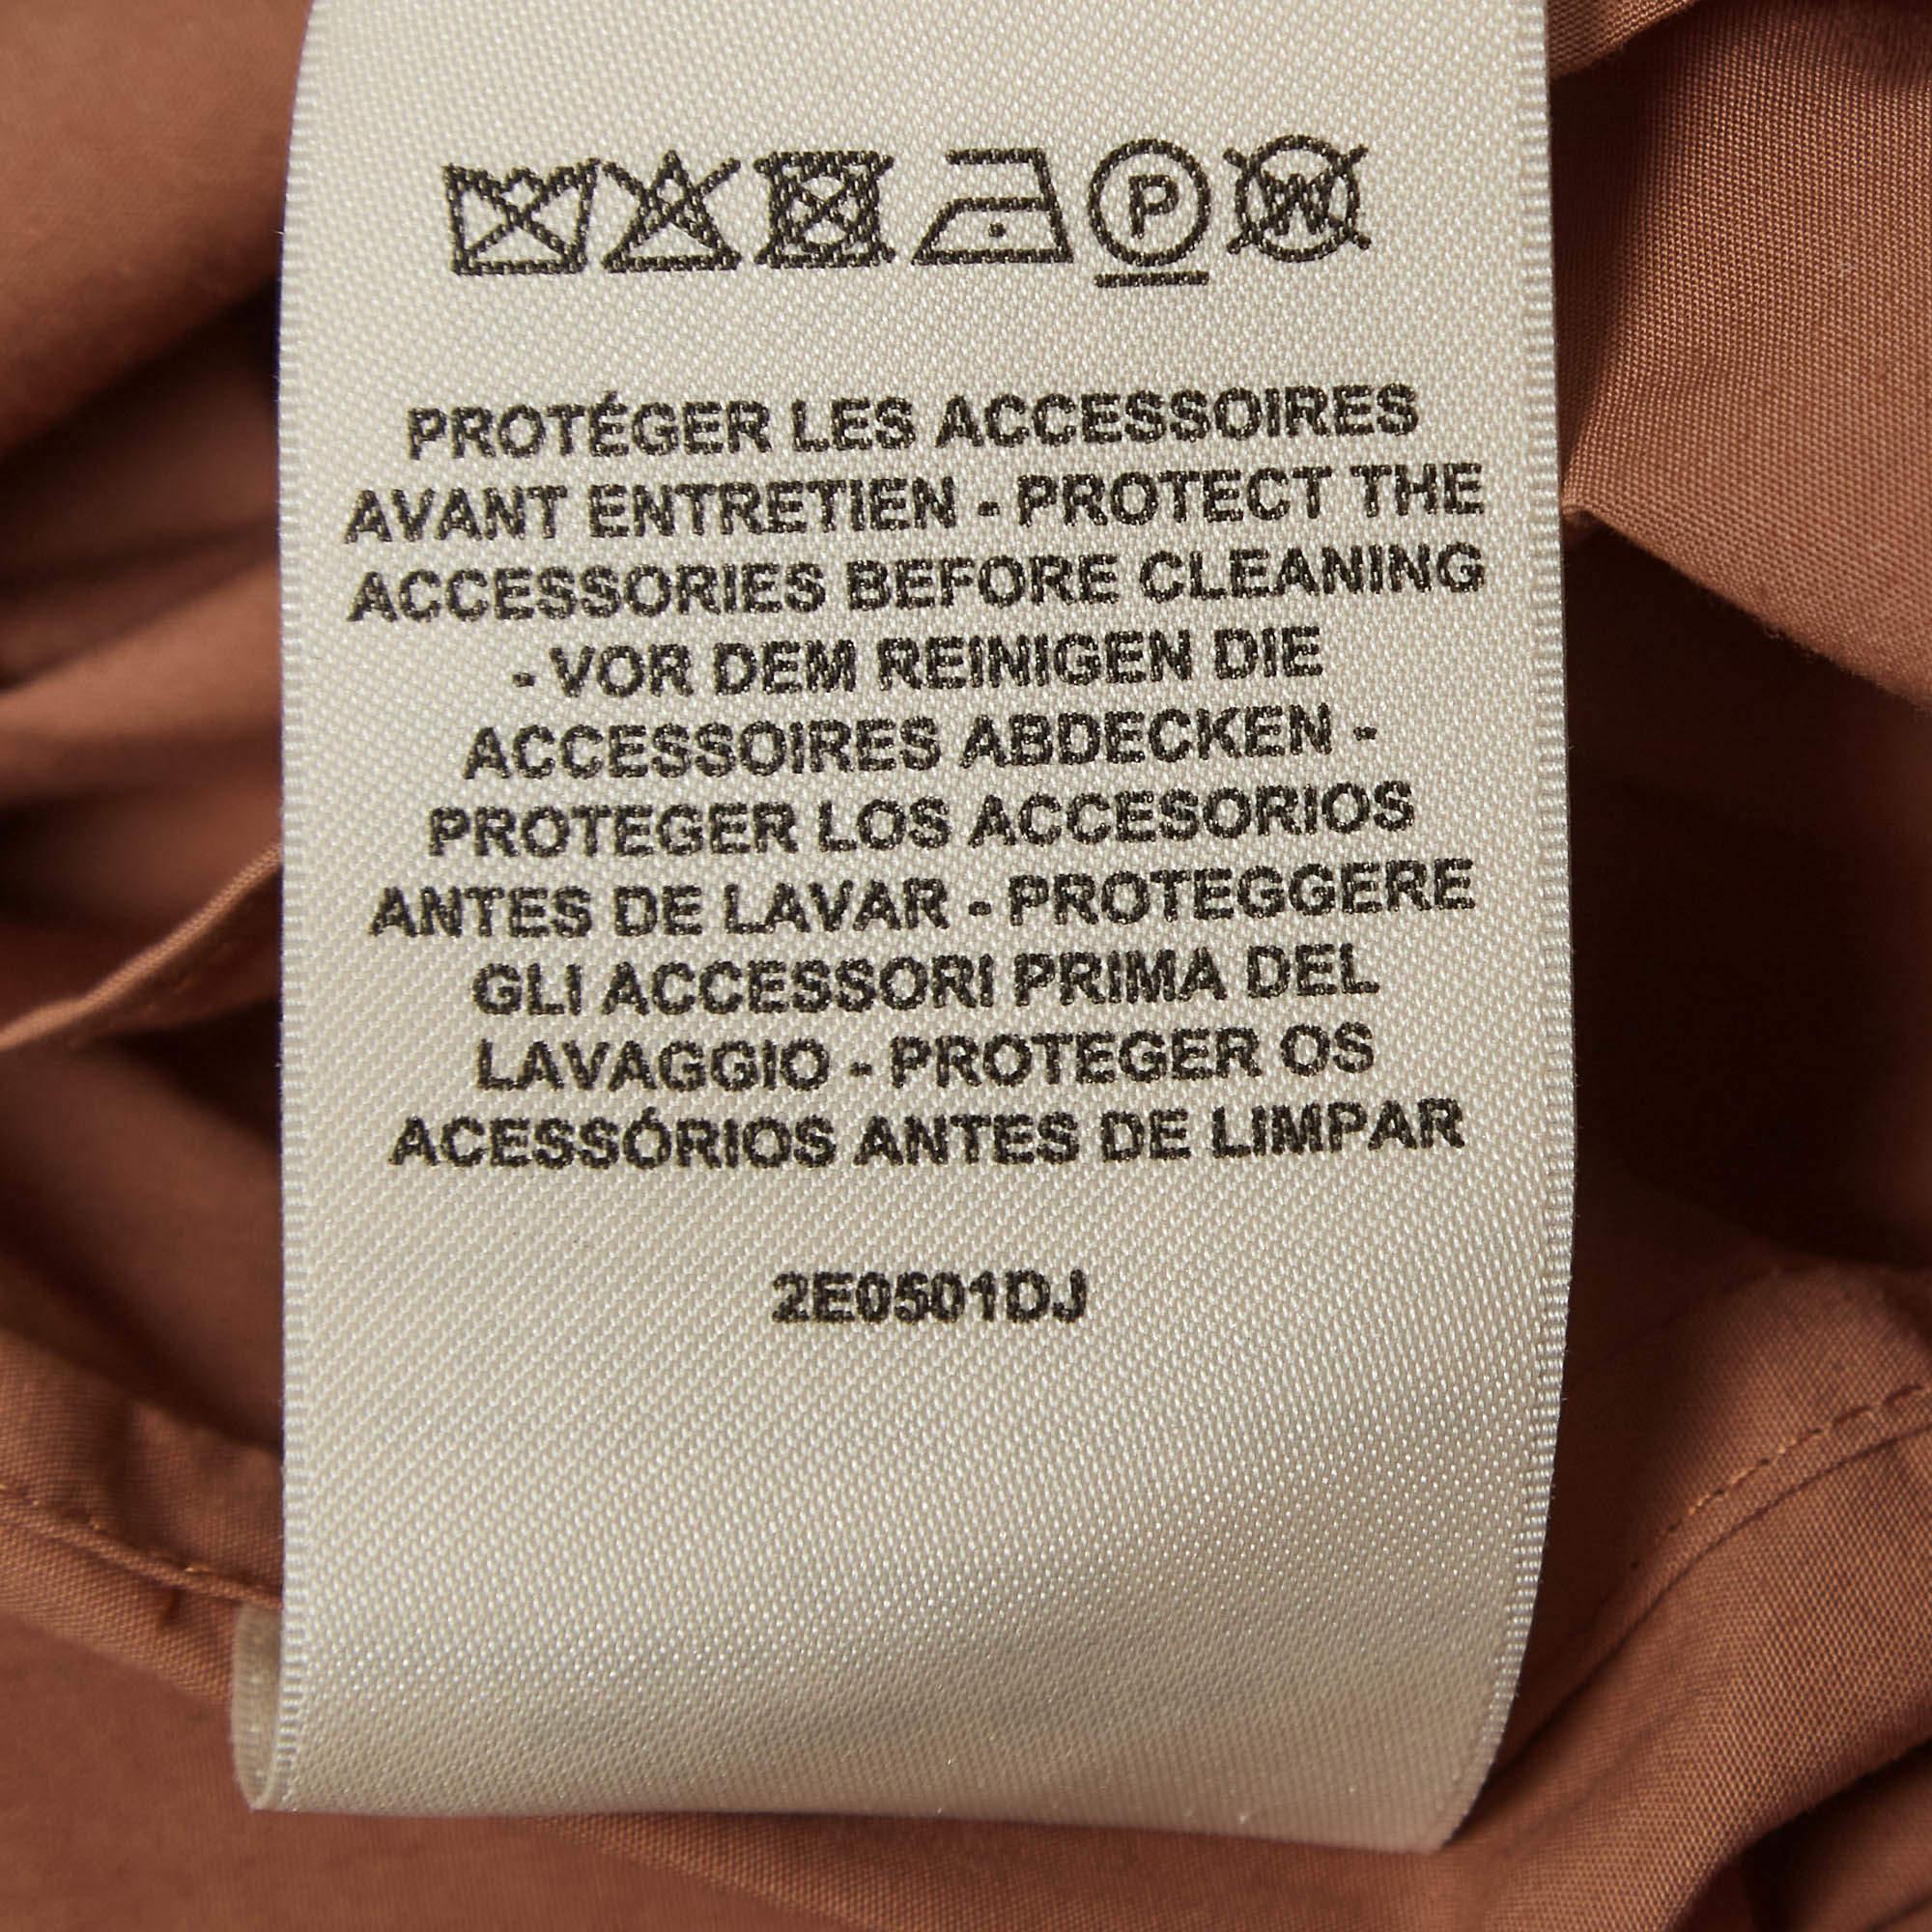 P W
PROTÉGER LES ACCESSOIRES
AVANT ENTRETIEN - PROTECT THE
ACCESSORIES BEFORE CLEANING
- VOR DEM REINIGEN DIE
ACCESSOIRES ABDECKEN -
PROTEGER LOS ACCESORIOS
ANTES DE LAVAR - PROTEGGERE
GLI ACCESSORI PRIMA DEL
LAVAGGIO - PROTEGER OS
ACESSÓRIOS ANTES DE LIMPAR
2E0501DJ